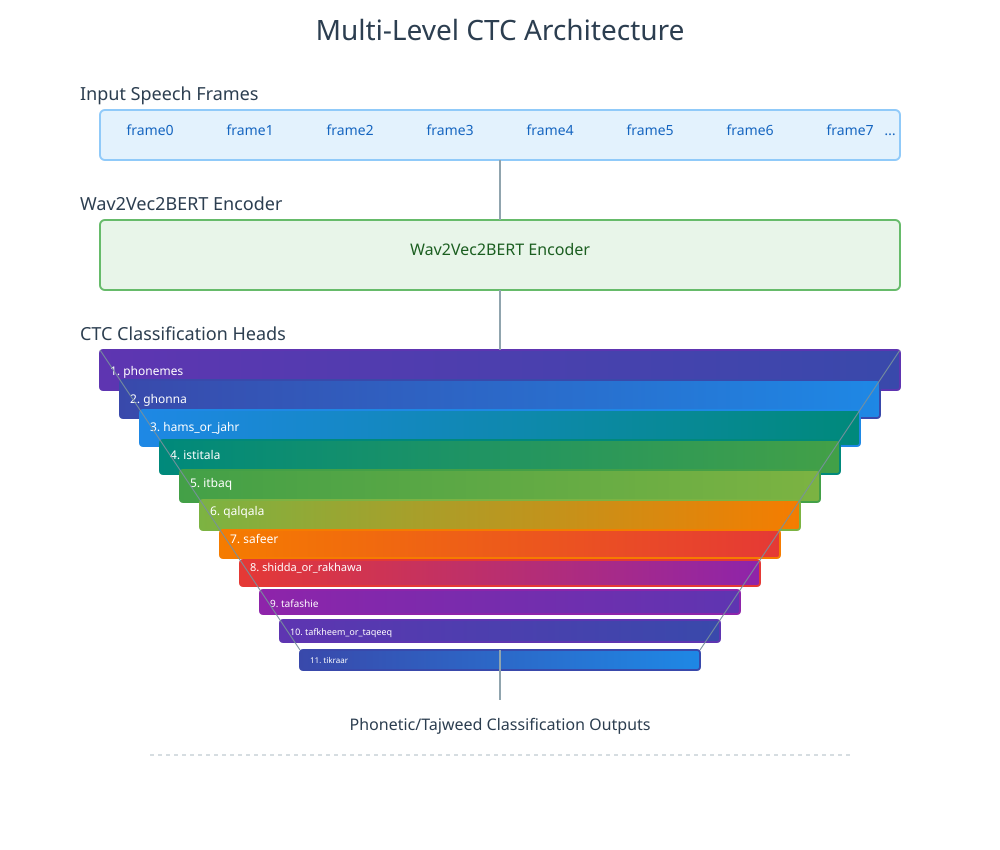 Multi-Level CTC Architecture
Input Speech Frames
frame0 frame1 frame2 frame3 frame4 frame5 frame6 frame7 ...
Wav2Vec2BERT Encoder
Wav2Vec2BERT Encoder
CTC Classification Heads
1. phonemes
2. ghonna
3. hams_or_jahr
4. istitala
5. itbaq
6. qalqala
7. safeer
8. shidda_or_rakhawa
9. tafashie
10. tafkheem_or_taqeeq
11. tikraar
Phonetic/Tajweed Classification Outputs